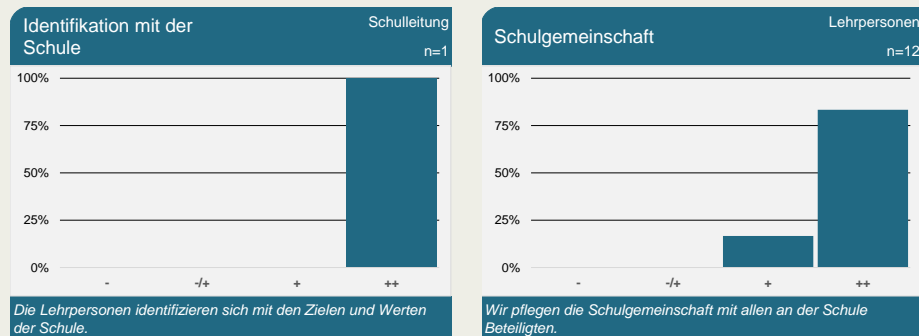 Identifikation mit der
Schule
Schulleitung
n=1
100%
75%
50%
25%
0%
- -/+ + ++
Die Lehrpersonen identifizieren sich mit den Zielen und Werten
der Schule.
Schulgemeinschaft
Lehrpersonen
n=12
100%
75%
50%
25%
0%
- -/+ + ++
Wir pflegen die Schulgemeinschaft mit allen an der Schule
Beteiligten.